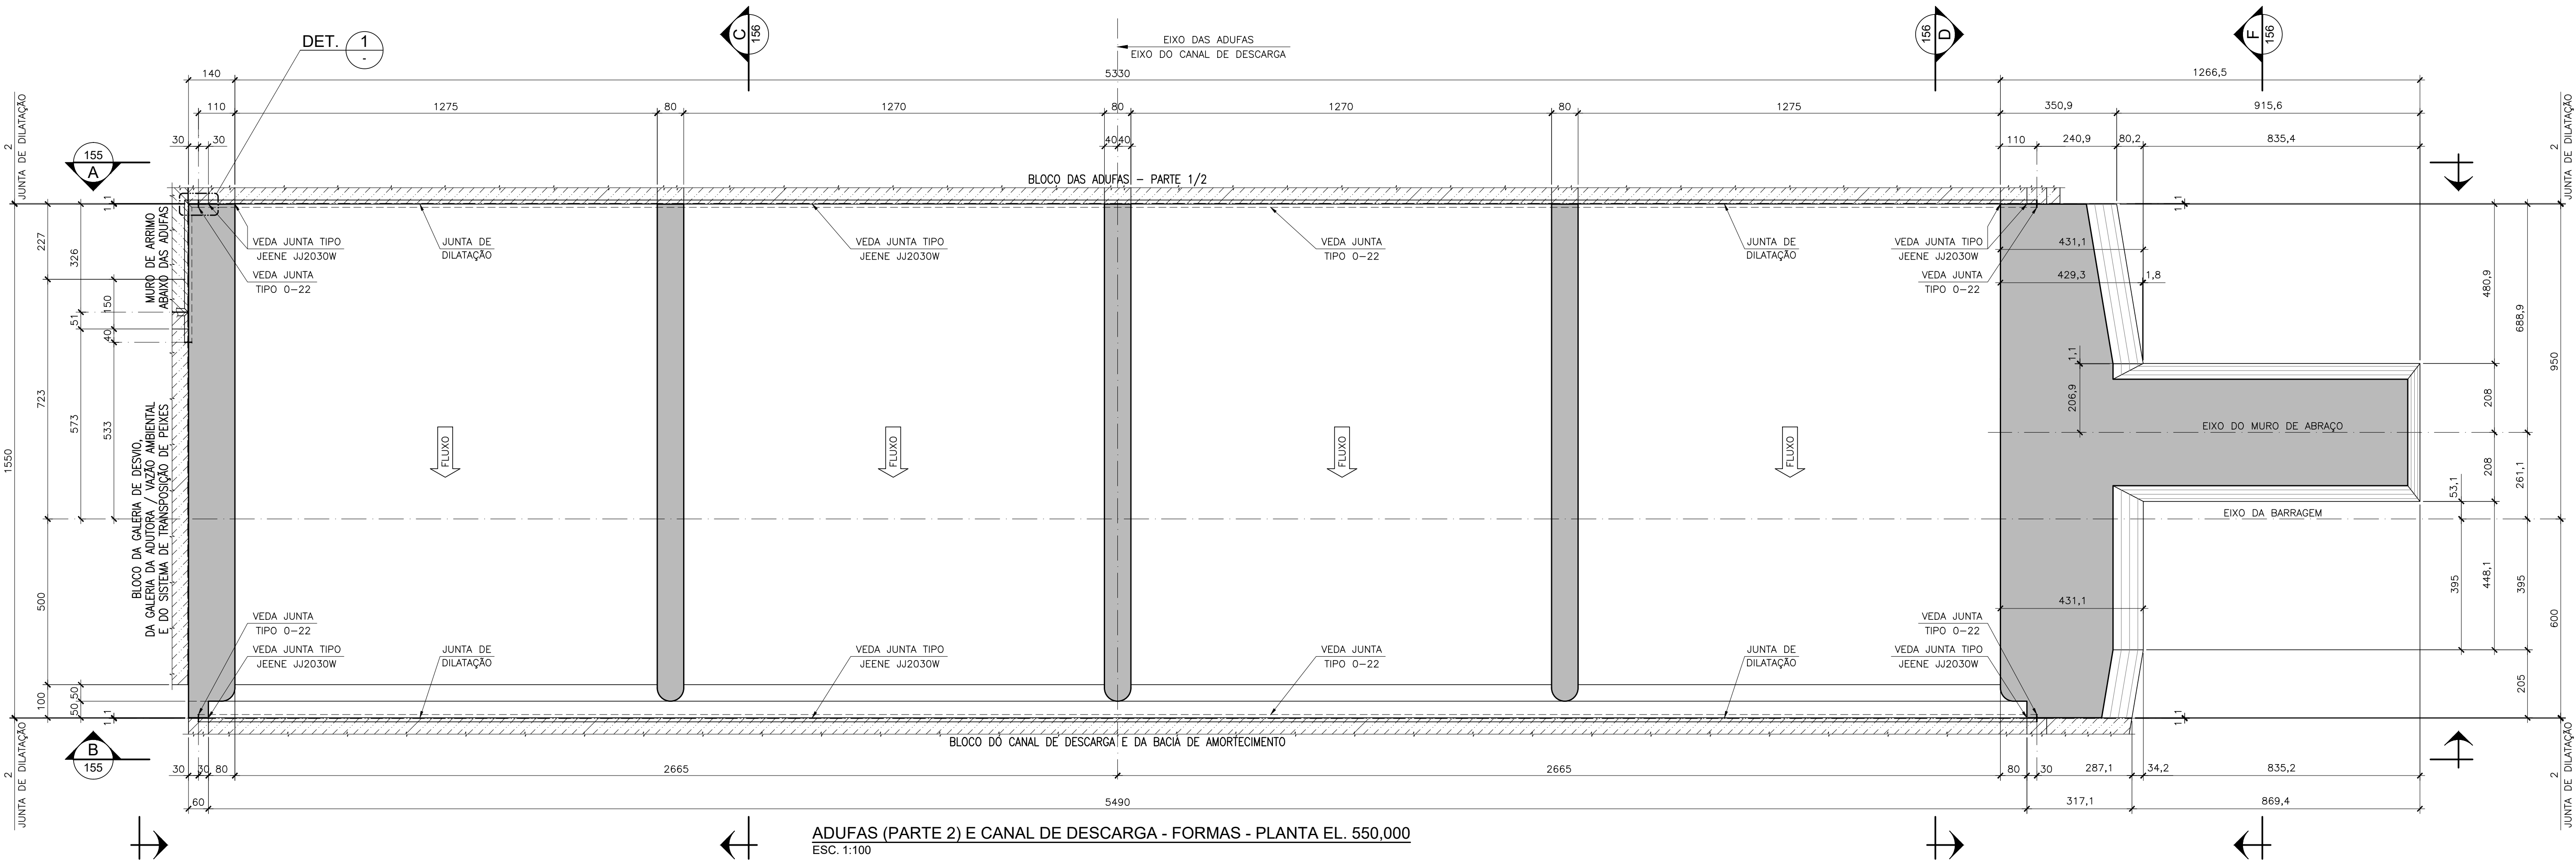 DET. 1
-
C 156
EIXO DAS ADUFAS
EIXO DO CANAL DE DESCARGA
156 D
F 156
140
5330
1266,5
110
1275
80
1270
80
1270
80
1275
350,9
915,6
30
30
40 40
110
240,9
80,2
835,4
2
JUNTA DE DILATAÇÃO
155
A
BLOCO DAS ADUFAS – PARTE 1/2
2
JUNTA DE DILATAÇÃO
1,1
1,1
MURO DE ARRIMO
ABAIXO DAS ADUFAS
VEDA JUNTA TIPO
JEENE JJ2030W
VEDA JUNTA
TIPO O–22
JUNTA DE
DILATAÇÃO
VEDA JUNTA TIPO
JEENE JJ2030W
VEDA JUNTA
TIPO O–22
JUNTA DE
DILATAÇÃO
VEDA JUNTA TIPO
JEENE JJ2030W
VEDA JUNTA
TIPO O–22
431,1
429,3
1,8
227
326
150
51
40
723
573
533
1550
500
480,9
688,9
950
1,1
206,9
208
208
261,1
53,1
395
448,1
395
600
205
EIXO DO MURO DE ABRAÇO
EIXO DA BARRAGEM
FLUXO
FLUXO
FLUXO
FLUXO
BLOCO DA GALERIA DE DESVIO,
DA GALERIA DA ADUTORA / VAZÃO AMBIENTAL
E DO SISTEMA DE TRANSPOSIÇÃO DE PEIXES
431,1
VEDA JUNTA
TIPO O–22
VEDA JUNTA TIPO
JEENE JJ2030W
JUNTA DE
DILATAÇÃO
VEDA JUNTA TIPO
JEENE JJ2030W
VEDA JUNTA
TIPO O–22
JUNTA DE
DILATAÇÃO
VEDA JUNTA
TIPO O–22
VEDA JUNTA TIPO
JEENE JJ2030W
100
50
50
1,1
1,1
BLOCO DO CANAL DE DESCARGA E DA BACIA DE AMORTECIMENTO
2
JUNTA DE DILATAÇÃO
B
155
2
JUNTA DE DILATAÇÃO
30
30
80
2665
2665
80
30
287,1
34,2
835,2
60
5490
317,1
869,4
ADUFAS (PARTE 2) E CANAL DE DESCARGA - FORMAS - PLANTA EL. 550,000
ESC. 1:100